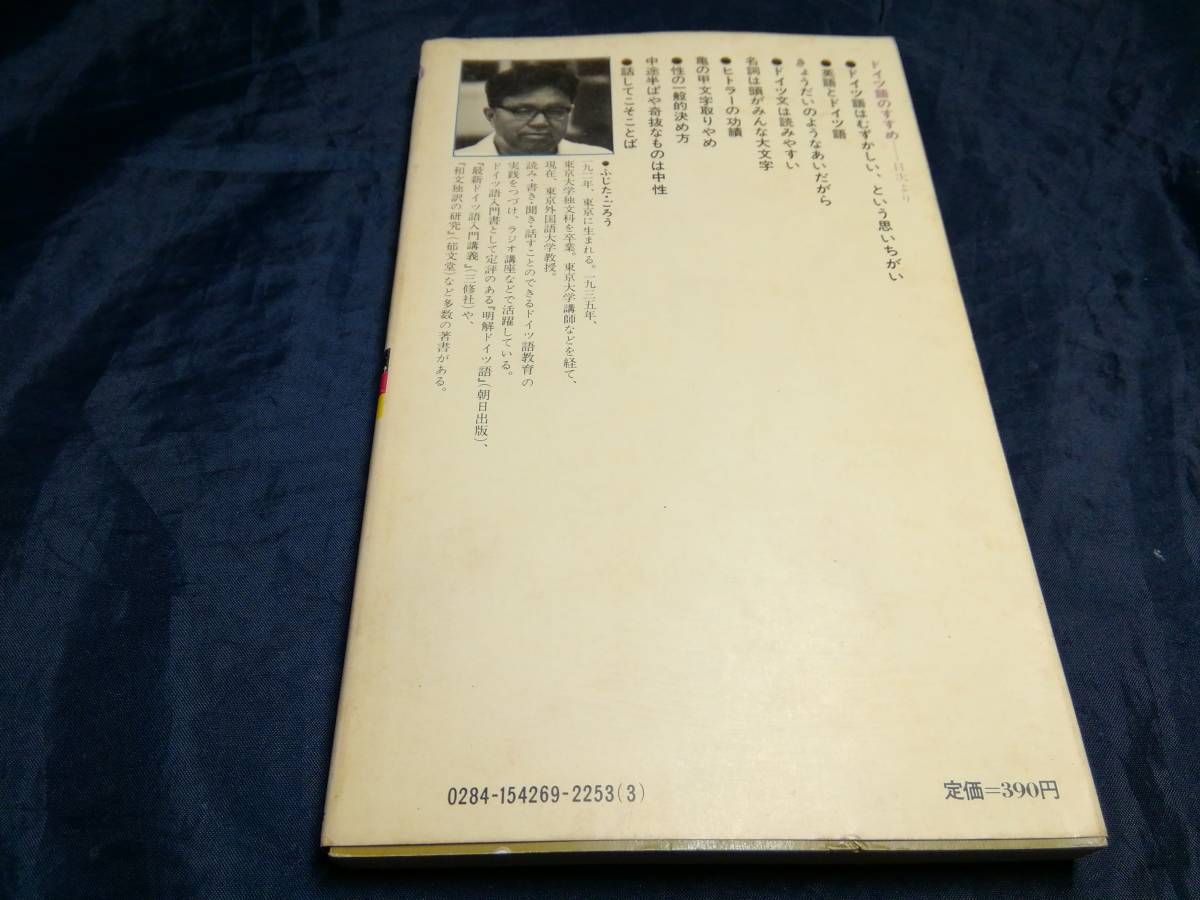 ドイツ語のすすめ――目次より
●ドイツ語はむずかしい、という思いちがい
●英語とドイツ語
きょうだいのようなあいだがら
●ドイツ文は読みやすい
名詞は頭がみんな大文字
●ヒトラーの功績
亀の甲文字取りやめ
●性の一般的決め方
中途半ぱや奇抜なものは中性
●話してこそことば
●ふじた・ごろう
東京に生まれる。一九三五年、
東京大学独文科を卒業。東京大学講師などを経て、
現在、東京外国語大学教授。
読み・書き・聞き・話すことのできるドイツ語教育の
実践をつづけ、ラジオ講座などで活躍している。
ドイツ語入門書として定評のある『明解ドイツ語』(朝日出版)、
『最新ドイツ語入門講義』(三修社)や、
『和文独訳の研究』(郁文堂)など多数の著書がある。
0284-154269-2253(3)
定価=390円